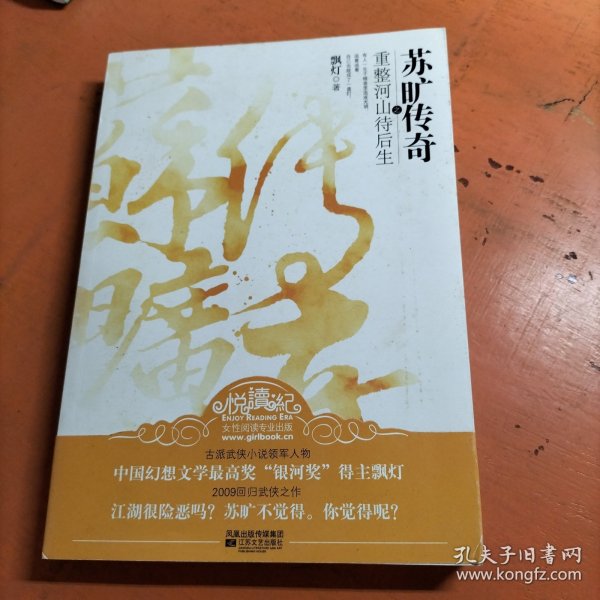 苏旷传奇
之
重整河山待后生
飘灯◎著
悦讀紀
ENJOY READING ERA
女性阅读专业出版
www.girlbook.cn
古派武侠小说领军人物
中国幻想文学最高奖“银河奖”得主飘灯
2009回归武侠之作
江湖很险恶吗？苏旷不觉得。你觉得呢？
凤凰出版传媒集团
江苏文艺出版社
孔夫子旧书网
www.kongfz.com